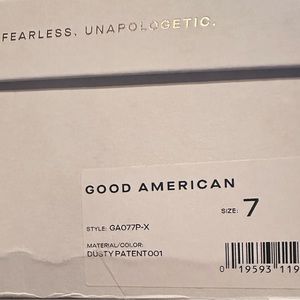 FEARLESS. UNAPOLOGETIC.
GOOD AMERICAN
SIZE: 7
STYLE: GA077P-X
MATERIAL/COLOR:
DUSTY PATENT001
0 19593 119